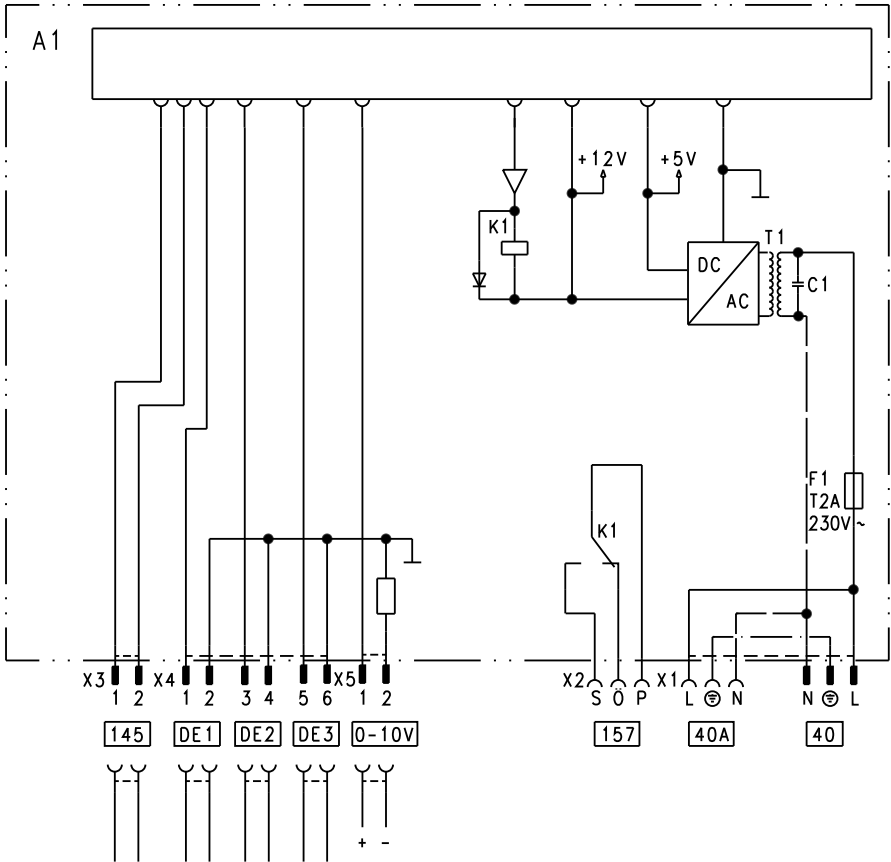 A1
+12V +5V
K1 T1
DC
AC C1
F1
T2A
230V ~
K1
X3 X4 X5 X2 X1
1 2 1 2 3 4 5 6 1 2 S Ö P L N N L
145 DE1 DE2 DE3 0-10V 157 40A 40
+ -